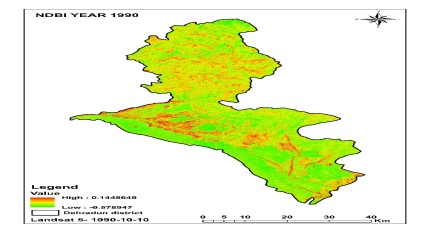 NDBI YEAR 1990
Legend
Value
High : 0.1448649
Low : -0.578947
Dehradun district
Landsat 5- 1990-10-10
0 5 10 20 30 40
Km